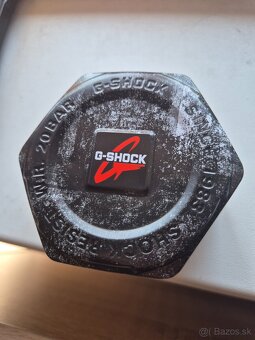 WR. 20BAR G-SHOCK SINCE 1983 SHOCK RESIST
G-SHOCK
Bazos.sk